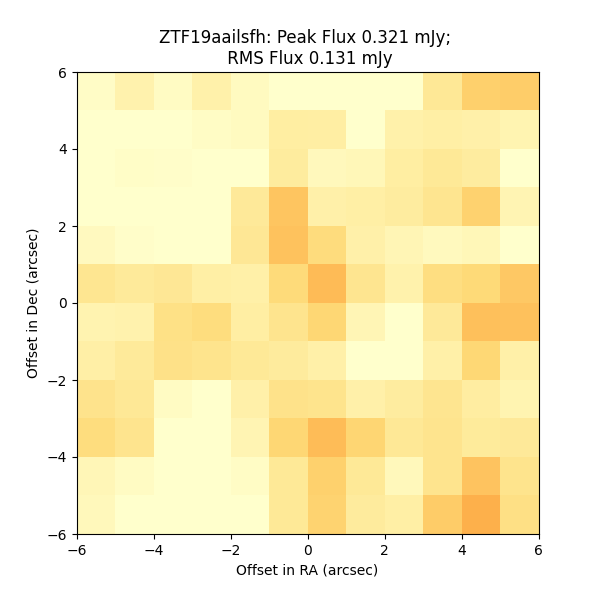 ZTF19aailsfh: Peak Flux 0.321 mJy;
RMS Flux 0.131 mJy
6
4
2
0
−2
−4
−6
Offset in Dec (arcsec)
−6 −4 −2 0 2 4 6
Offset in RA (arcsec)